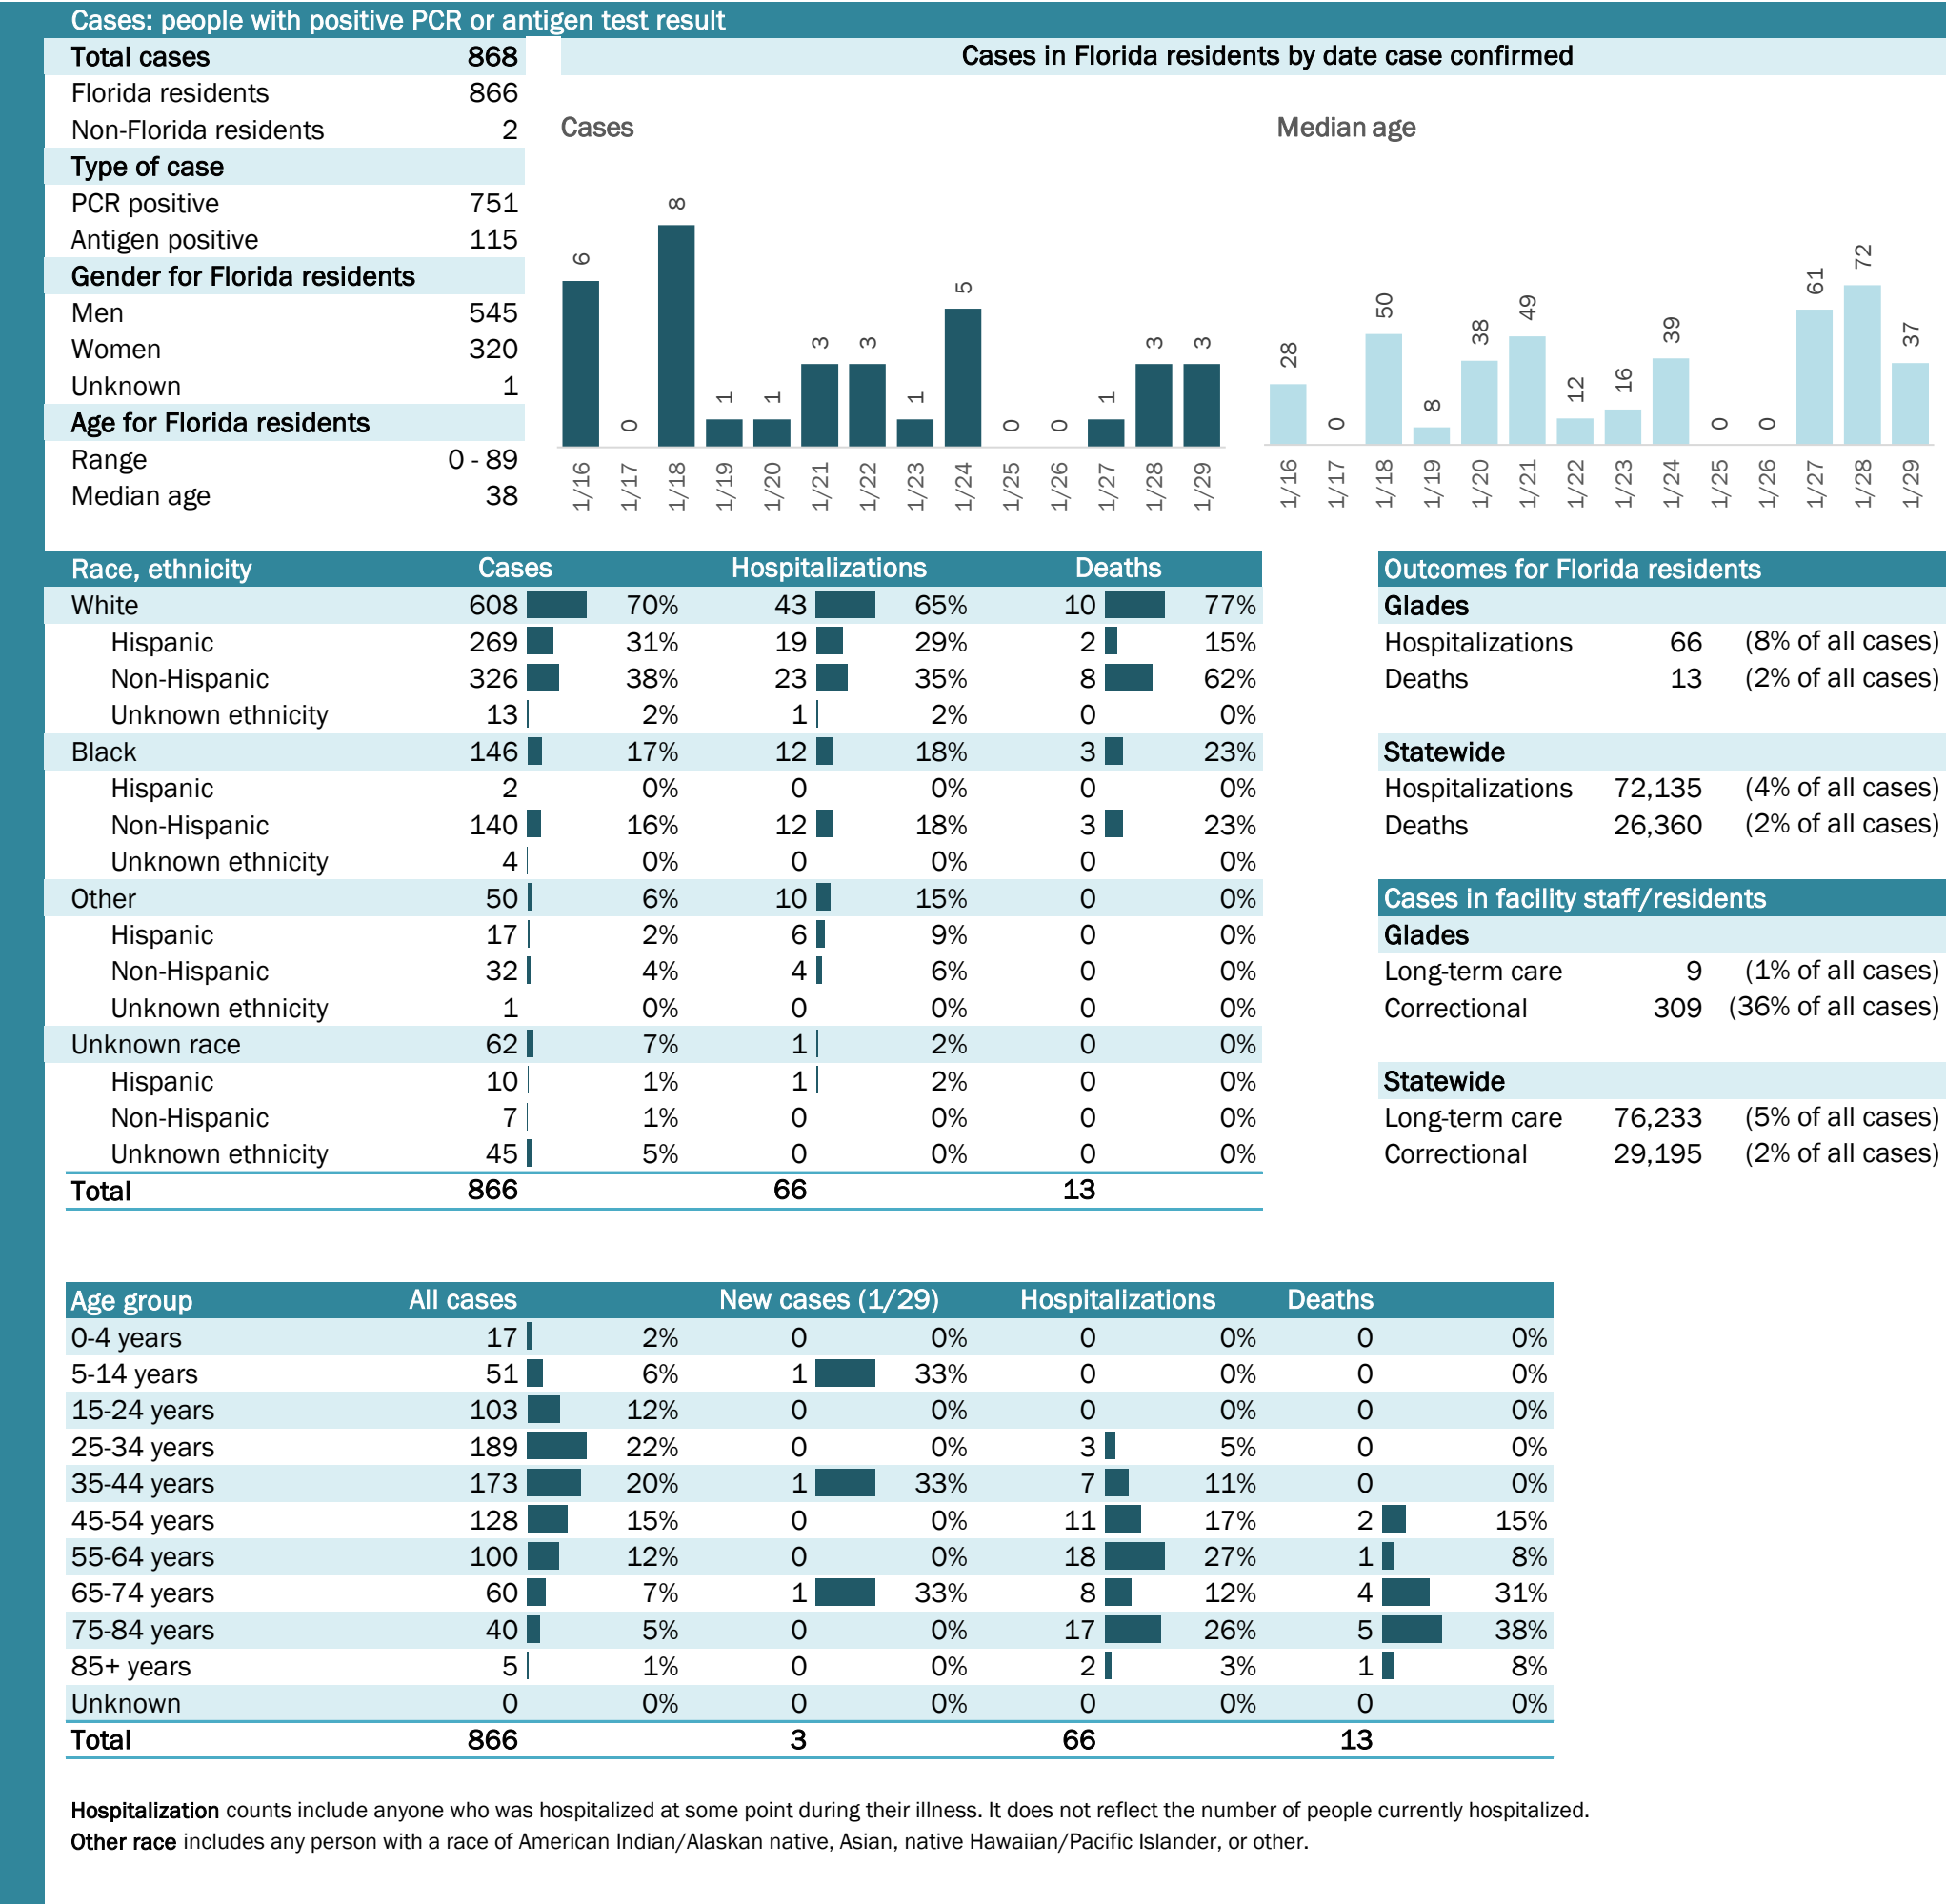 Cases: people with positive PCR or antigen test result
Total cases 868
Florida residents 866
Non-Florida residents 2
Type of case
PCR positive 751
Antigen positive 115
Gender for Florida residents
Men 545
Women 320
Unknown 1
Age for Florida residents
Range 0 - 89
Median age 38
Cases in Florida residents by date case confirmed
Cases
6 0 8 1 1 3 3 1 5 0 0 1 3 3
1/16 1/17 1/18 1/19 1/20 1/21 1/22 1/23 1/24 1/25 1/26 1/27 1/28 1/29
Median age
28 0 50 8 38 49 12 16 39 0 0 61 72 37
1/16 1/17 1/18 1/19 1/20 1/21 1/22 1/23 1/24 1/25 1/26 1/27 1/28 1/29
Race, ethnicity Cases Hospitalizations Deaths
White 608 70% 43 65% 10 77%
Hispanic 269 31% 19 29% 2 15%
Non-Hispanic 326 38% 23 35% 8 62%
Unknown ethnicity 13 2% 1 2% 0 0%
Black 146 17% 12 18% 3 23%
Hispanic 2 0% 0 0% 0 0%
Non-Hispanic 140 16% 12 18% 3 23%
Unknown ethnicity 4 0% 0 0% 0 0%
Other 50 6% 10 15% 0 0%
Hispanic 17 2% 6 9% 0 0%
Non-Hispanic 32 4% 4 6% 0 0%
Unknown ethnicity 1 0% 0 0% 0 0%
Unknown race 62 7% 1 2% 0 0%
Hispanic 10 1% 1 2% 0 0%
Non-Hispanic 7 1% 0 0% 0 0%
Unknown ethnicity 45 5% 0 0% 0 0%
Total 866 66 13
Outcomes for Florida residents
Glades
Hospitalizations 66 (8% of all cases)
Deaths 13 (2% of all cases)
Statewide
Hospitalizations 72,135 (4% of all cases)
Deaths 26,360 (2% of all cases)
Cases in facility staff/residents
Glades
Long-term care 9 (1% of all cases)
Correctional 309 (36% of all cases)
Statewide
Long-term care 76,233 (5% of all cases)
Correctional 29,195 (2% of all cases)
Age group All cases New cases (1/29) Hospitalizations Deaths
0-4 years 17 2% 0 0% 0 0% 0 0%
5-14 years 51 6% 1 33% 0 0% 0 0%
15-24 years 103 12% 0 0% 0 0% 0 0%
25-34 years 189 22% 0 0% 3 5% 0 0%
35-44 years 173 20% 1 33% 7 11% 0 0%
45-54 years 128 15% 0 0% 11 17% 2 15%
55-64 years 100 12% 0 0% 18 27% 1 8%
65-74 years 60 7% 1 33% 8 12% 4 31%
75-84 years 40 5% 0 0% 17 26% 5 38%
85+ years 5 1% 0 0% 2 3% 1 8%
Unknown 0 0% 0 0% 0 0% 0 0%
Total 866 3 66 13
Hospitalization counts include anyone who was hospitalized at some point during their illness. It does not reflect the number of people currently hospitalized.
Other race includes any person with a race of American Indian/Alaskan native, Asian, native Hawaiian/Pacific Islander, or other.